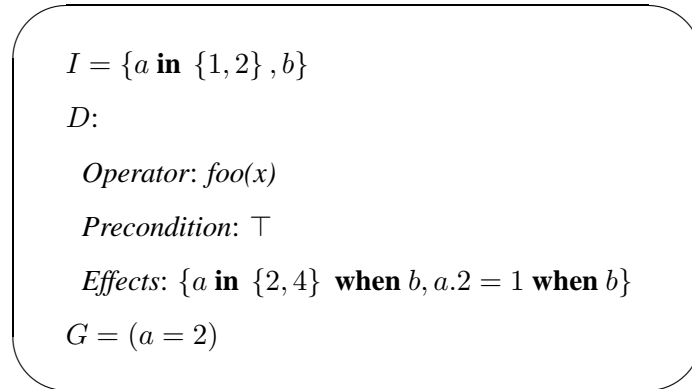 I = {a in {1, 2} , b}
D:
Operator: foo(x)
Precondition: ⊤
Effects: {a in {2, 4} when b, a.2 = 1 when b}
G = (a = 2)